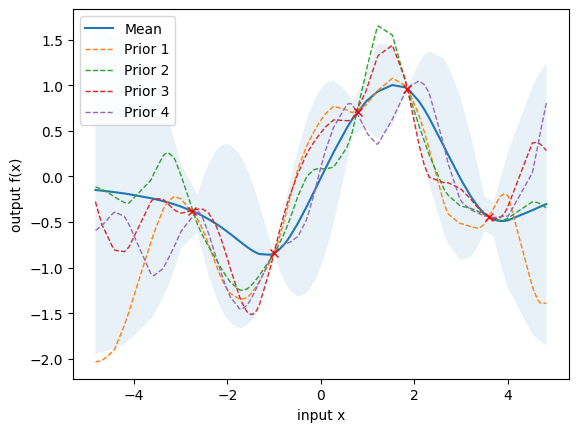 Mean
Prior 1
Prior 2
Prior 3
Prior 4
output f(x)
1.5
1.0
0.5
0.0
−0.5
−1.0
−1.5
−2.0
−4
−2
0
2
4
input x